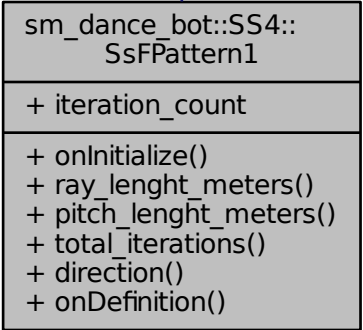 sm_dance_bot::SS4::
SsFPattern1
+ iteration_count
+ onInitialize()
+ ray_lenght_meters()
+ pitch_lenght_meters()
+ total_iterations()
+ direction()
+ onDefinition()